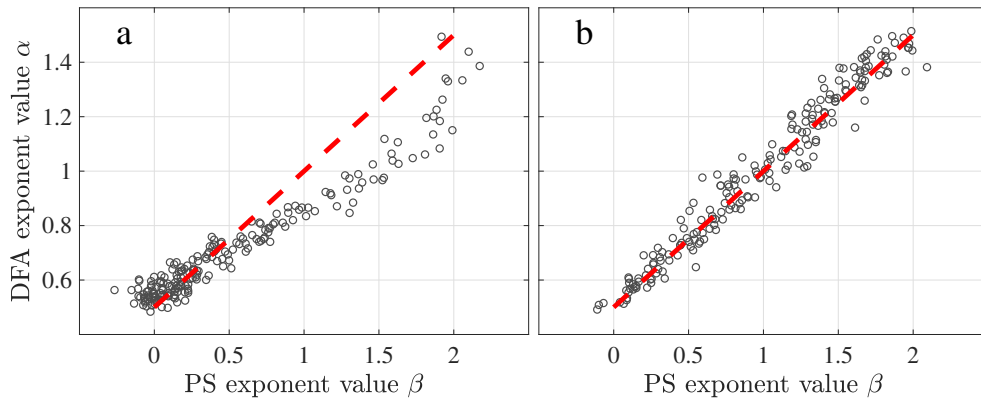 a
b
DFA exponent value α
1.4
1.2
1
0.8
0.6
0 0.5 1 1.5 2
0 0.5 1 1.5 2
PS exponent value β
PS exponent value β